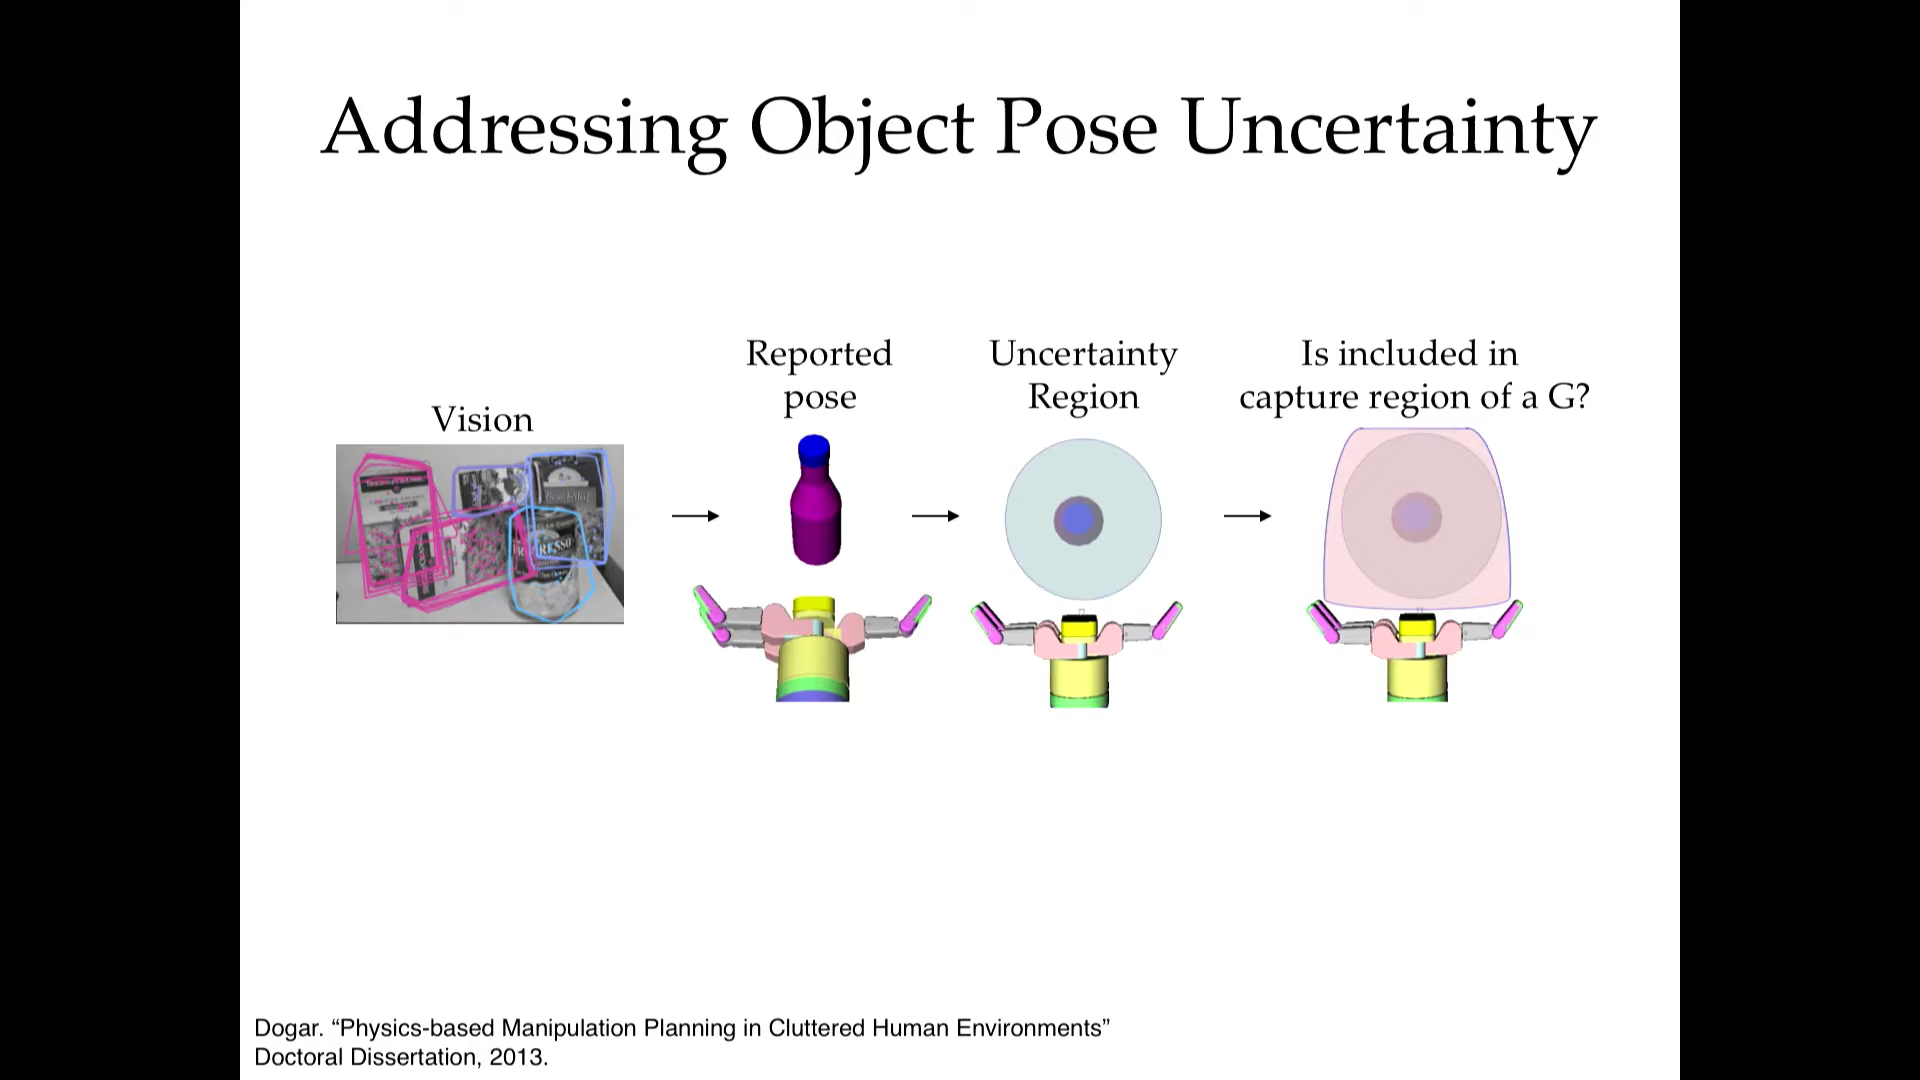 Addressing Object Pose Uncertainty
Vision
Reported
pose
Uncertainty
Region
Is included in
capture region of a G?
Dogar. “Physics-based Manipulation Planning in Cluttered Human Environments”
Doctoral Dissertation, 2013.